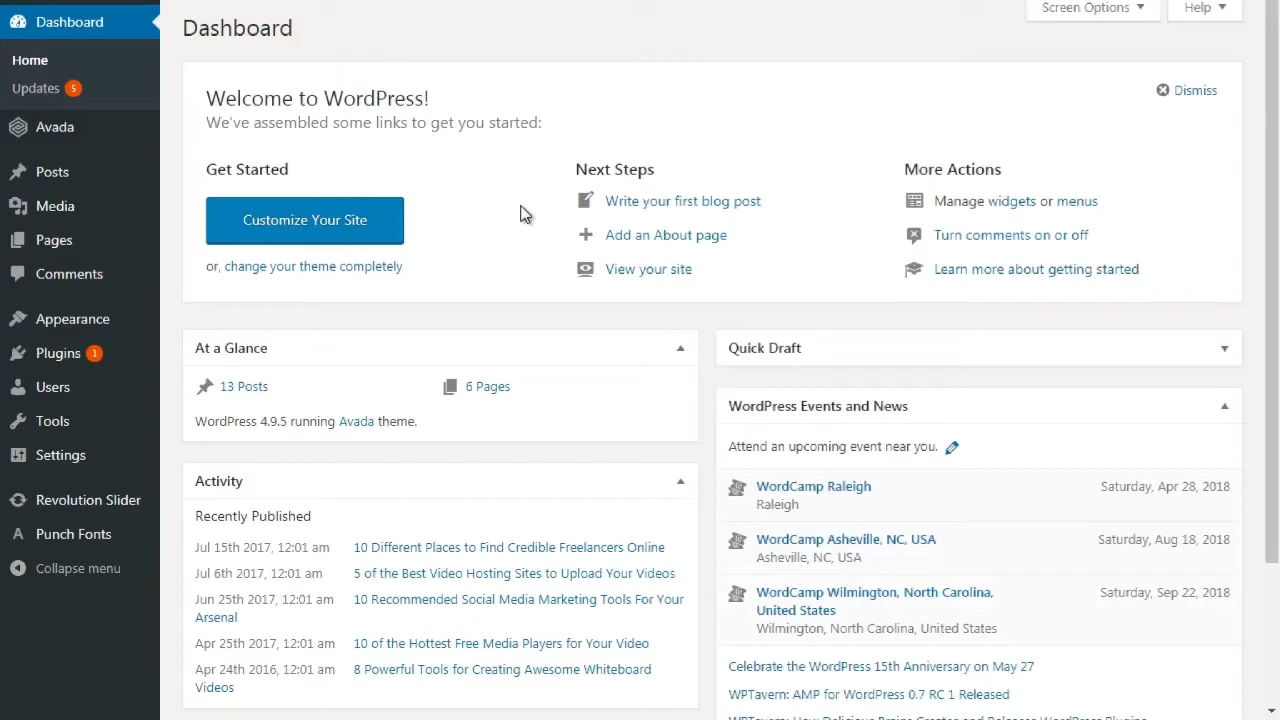 Dashboard
Home
Updates 5
Avada
Posts
Media
Pages
Comments
Appearance
Plugins 1
Users
Tools
Settings
Revolution Slider
Punch Fonts
Collapse menu
Screen Options
Help
Dashboard
Welcome to WordPress!
We've assembled some links to get you started:
Dismiss
Get Started
Customize Your Site
or, change your theme completely
Next Steps
Write your first blog post
Add an About page
View your site
More Actions
Manage widgets or menus
Turn comments on or off
Learn more about getting started
At a Glance
13 Posts
6 Pages
WordPress 4.9.5 running Avada theme.
Activity
Recently Published
Jul 15th 2017, 12:01 am 10 Different Places to Find Credible Freelancers Online
Jul 6th 2017, 12:01 am 5 of the Best Video Hosting Sites to Upload Your Videos
Jun 25th 2017, 12:01 am 10 Recommended Social Media Marketing Tools For Your
Arsenal
Apr 25th 2017, 12:01 am 10 of the Hottest Free Media Players for Your Video
Apr 24th 2016, 12:01 am 8 Powerful Tools for Creating Awesome Whiteboard
Videos
Quick Draft
WordPress Events and News
Attend an upcoming event near you.
WordCamp Raleigh Saturday, Apr 28, 2018
Raleigh
WordCamp Asheville, NC, USA Saturday, Aug 18, 2018
Asheville, NC, USA
WordCamp Wilmington, North Carolina, Saturday, Sep 22, 2018
United States
Wilmington, North Carolina, United States
Celebrate the WordPress 15th Anniversary on May 27
WPTavern: AMP for WordPress 0.7 RC 1 Released
WPTavern: How Delicious Brains Creates and Releases WordPress Plugins